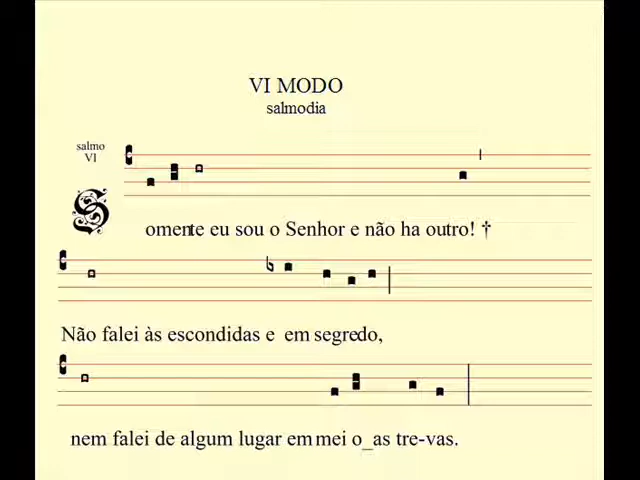 VI MODO
salmodia
salmo
VI
Somente eu sou o Senhor e não ha outro! †
Não falei às escondidas e em segredo,
nem falei de algum lugar em mei o_as tre-vas.